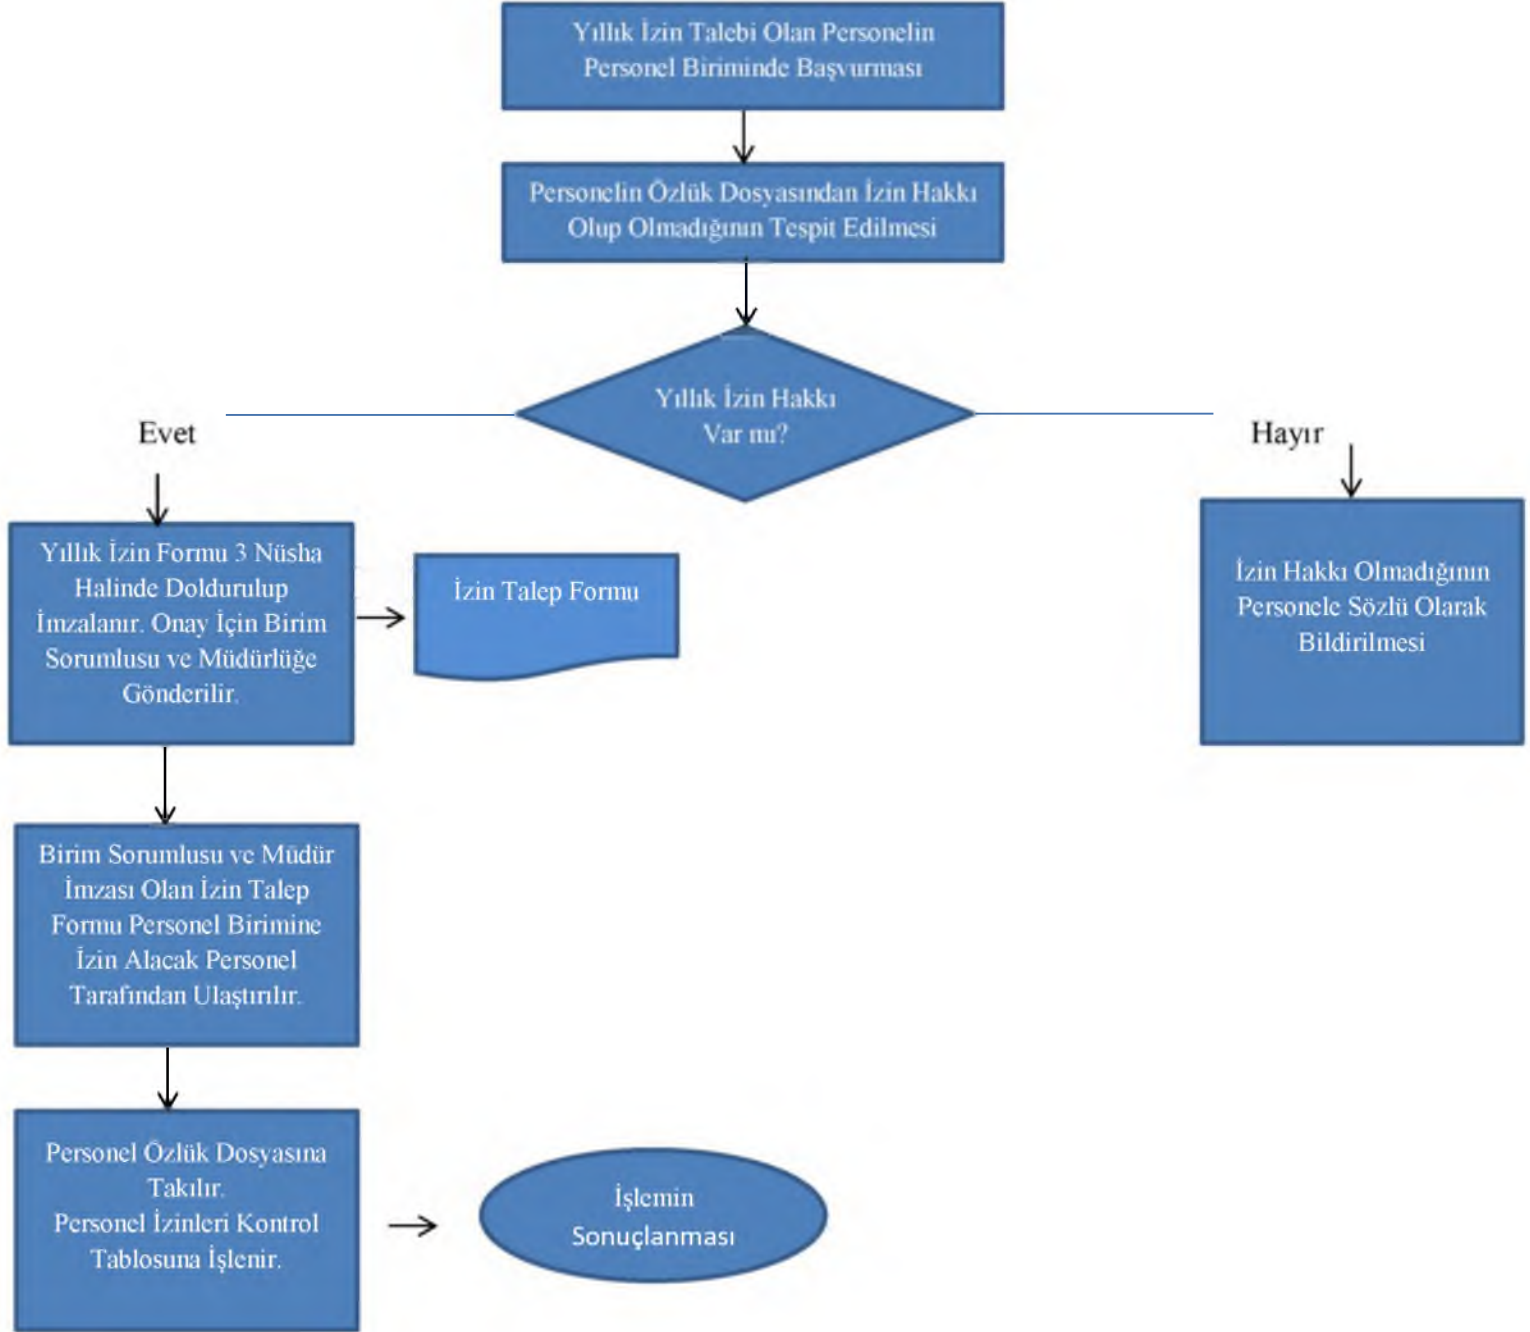 Yıllık İzin Talebi Olan Personelin
Personel Biriminde Başvurması
Personelin Özlük Dosyasından İzin Hakkı
Olup Olmadığının Tespit Edilmesi
Yıllık İzin Hakkı
Var mı?
Evet
Hayır
Yıllık İzin Formu 3 Nüsha
Halinde Doldurulup
İmzalanır. Onay İçin Birim
Sorumlusu ve Müdürlüğe
Gönderilir.
İzin Talep Formu
İzin Hakkı Olmadığının
Personele Sözlü Olarak
Bildirilmesi
Birim Sorumlusu ve Müdür
İmzası Olan İzin Talep
Formu Personel Birimine
İzin Alacak Personel
Tarafından Ulaştırılır.
Personel Özlük Dosyasına
Takılır.
Personel İzinleri Kontrol
Tablosuna İşlenir.
İşlemin
Sonuçlanması